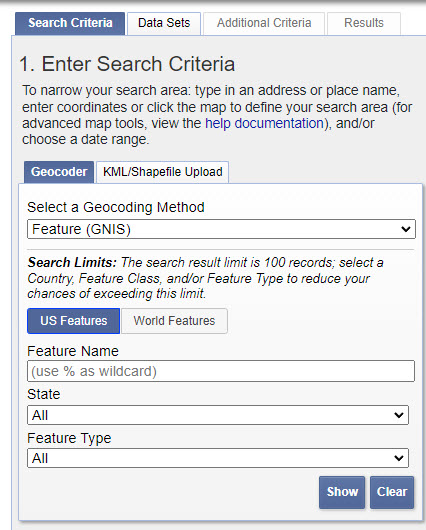 Search Criteria Data Sets Additional Criteria Results
1. Enter Search Criteria
To narrow your search area: type in an address or place name,
enter coordinates or click the map to define your search area (for
advanced map tools, view the help documentation), and/or
choose a date range.
Geocoder KML/Shapefile Upload
Select a Geocoding Method
Feature (GNIS)
Search Limits: The search result limit is 100 records; select a
Country, Feature Class, and/or Feature Type to reduce your
chances of exceeding this limit.
US Features World Features
Feature Name
(use % as wildcard)
State
All
Feature Type
All
Show Clear